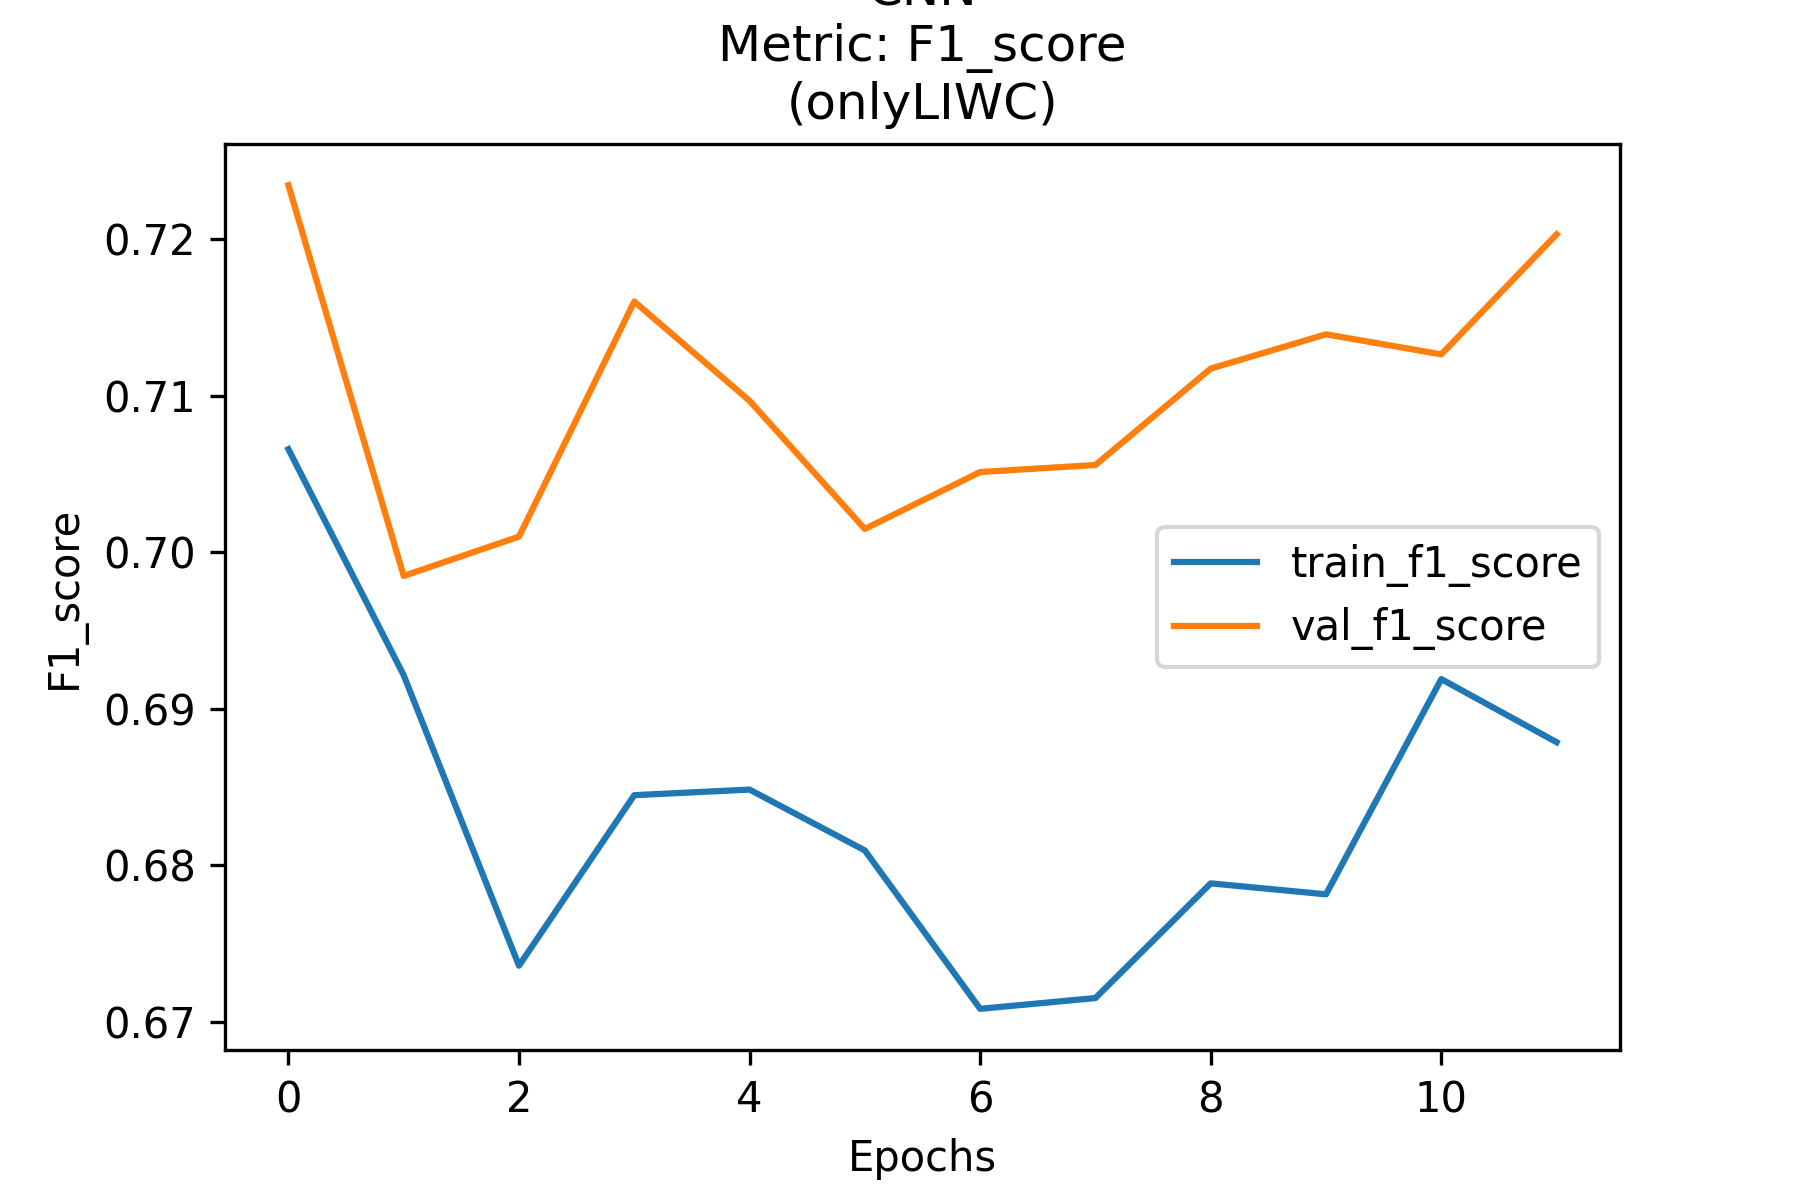 Metric: F1_score
(onlyLIWC)
F1_score
0.72
0.71
0.70
0.69
0.68
0.67
train_f1_score
val_f1_score
0 2 4 6 8 10
Epochs